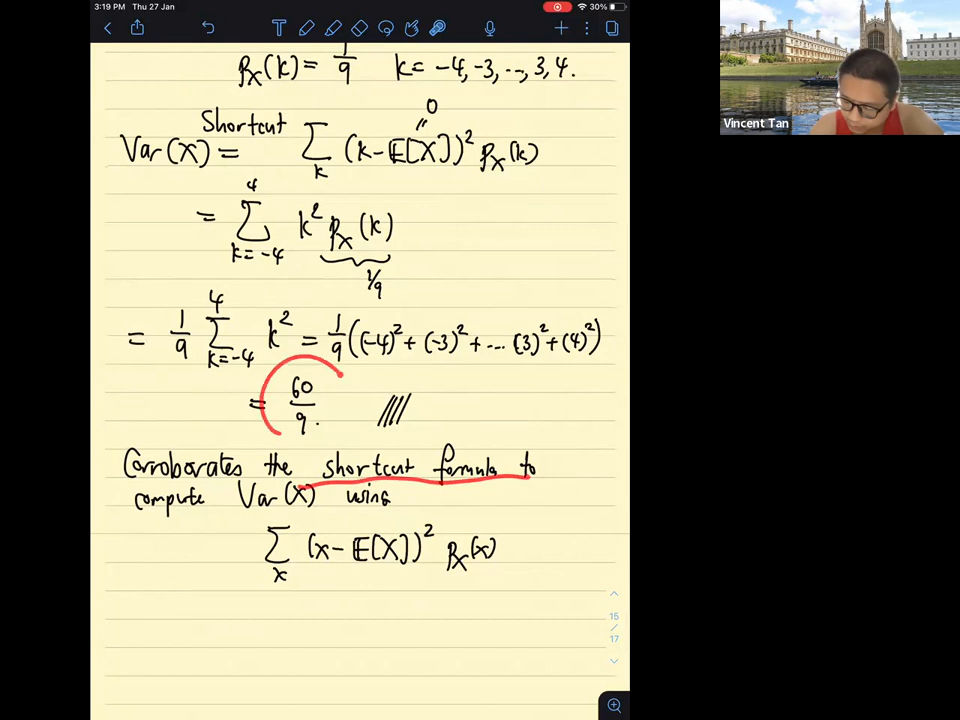 3:19 PM Thu 27 Jan
30%
p_X(k) = 1/9 k = -4, -3, ..., 3, 4.
Shortcut 0
Var(X) = Σ_k (k - E[X])² p_X(k)
= Σ_{k=-4}^{4} k² p_X(k)
1/9
= 1/9 Σ_{k=-4}^{4} k² = 1/9 ((-4)² + (-3)² + ... (3)² + (4)²)
= 60/9.
Corroborates the shortcut formula to
compute Var(X) using
Σ_x (x - E[X])² p_X(x)
15
/
17
Vincent Tan